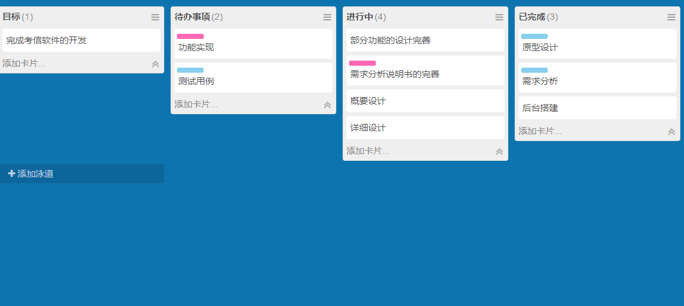 目标(1)
完成考信软件的开发
添加卡片...
添加泳道
待办事项(2)
功能实现
测试用例
添加卡片...
进行中(4)
部分功能的设计完善
需求分析说明书的完善
概要设计
详细设计
添加卡片...
已完成(3)
原型设计
需求分析
后台搭建
添加卡片...